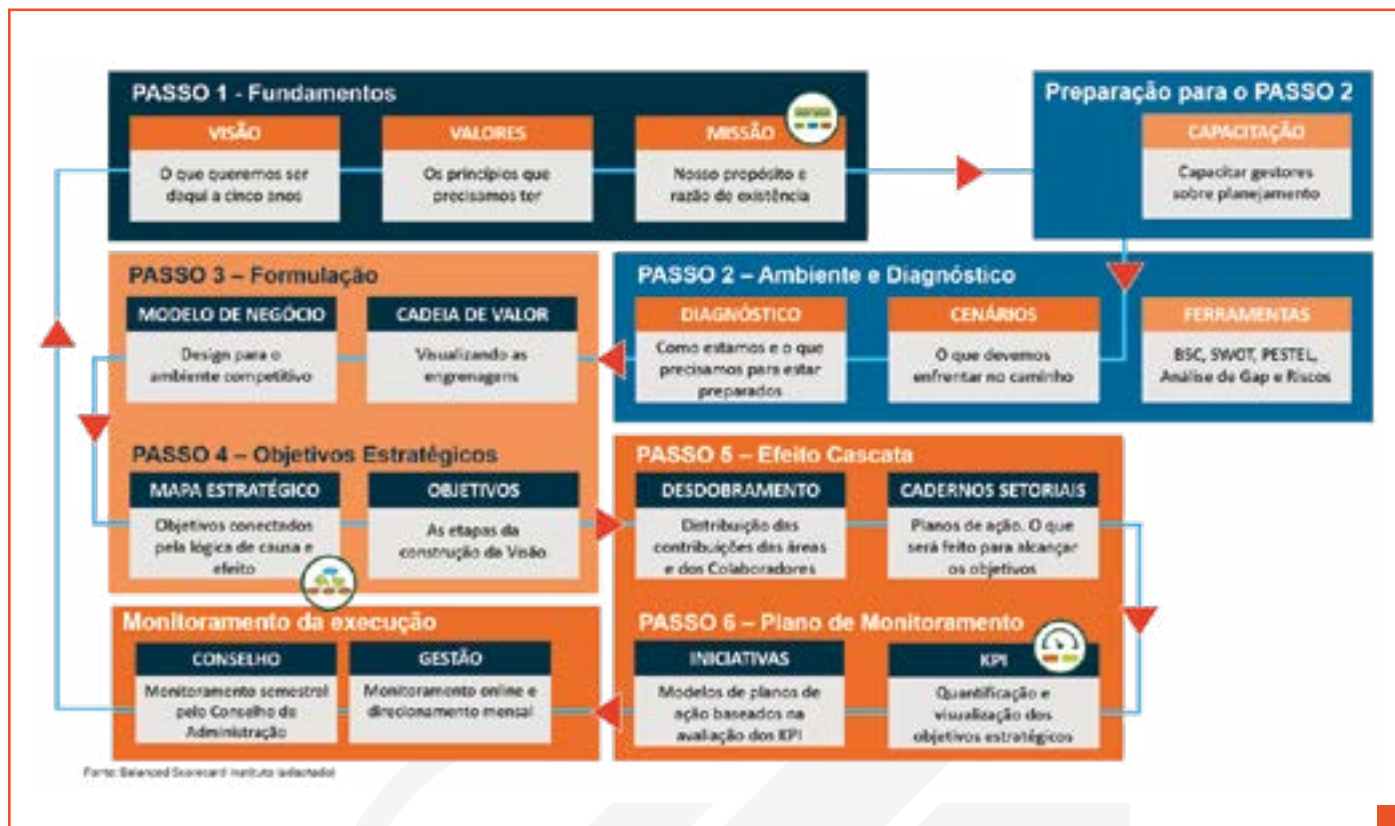 PASSO 1 - Fundamentos
VISÃO
O que queremos ser
daqui a cinco anos
VALORES
Os princípios que
precisamos ter
MISSÃO
Nosso propósito e
razão de existência
Preparação para o PASSO 2
CAPACITAÇÃO
Capacitar gestores
sobre planejamento
PASSO 3 – Formulação
MODELO DE NEGÓCIO
Design para o
ambiente competitivo
CADEIA DE VALOR
Visualizando as
engrenagens
PASSO 2 – Ambiente e Diagnóstico
DIAGNÓSTICO
Como estamos e o que
precisamos para estar
preparados
CENÁRIOS
O que devemos
enfrentar no caminho
FERRAMENTAS
BSC, SWOT, PESTEL,
Análise de Gap e Riscos
PASSO 4 – Objetivos Estratégicos
MAPA ESTRATÉGICO
Objetivos conectados
pela lógica de causa e
efeito
OBJETIVOS
As etapas da
construção da Visão
PASSO 5 – Efeito Cascata
DESDOBRAMENTO
Distribuição das
contribuições das áreas
e dos Colaboradores
CADERNOS SETORIAIS
Planos de ação. O que
será feito para alcançar
os objetivos
Monitoramento da execução
CONSELHO
Monitoramento semestral
pelo Conselho de
Administração
GESTÃO
Monitoramento online e
direcionamento mensal
PASSO 6 – Plano de Monitoramento
INICIATIVAS
Modelos de planos de
ação baseados na
avaliação dos KPI
KPI
Quantificação e
visualização dos
objetivos estratégicos
Fonte: Balanced Scorecard Institute (adaptado)